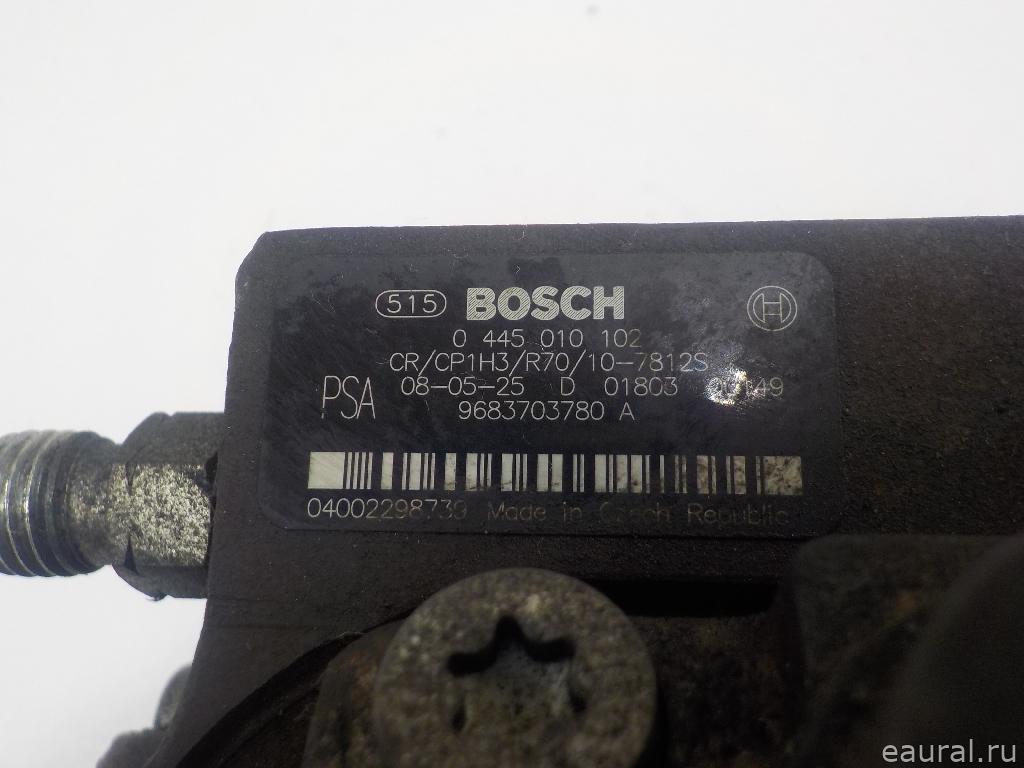 515 BOSCH H
0 445 010 102
CR/CP1H3/R70/10-7812S
PSA 08-05-25 D 01803
9683703780 A
04002298739 Made in Czech Republic
eaural.ru